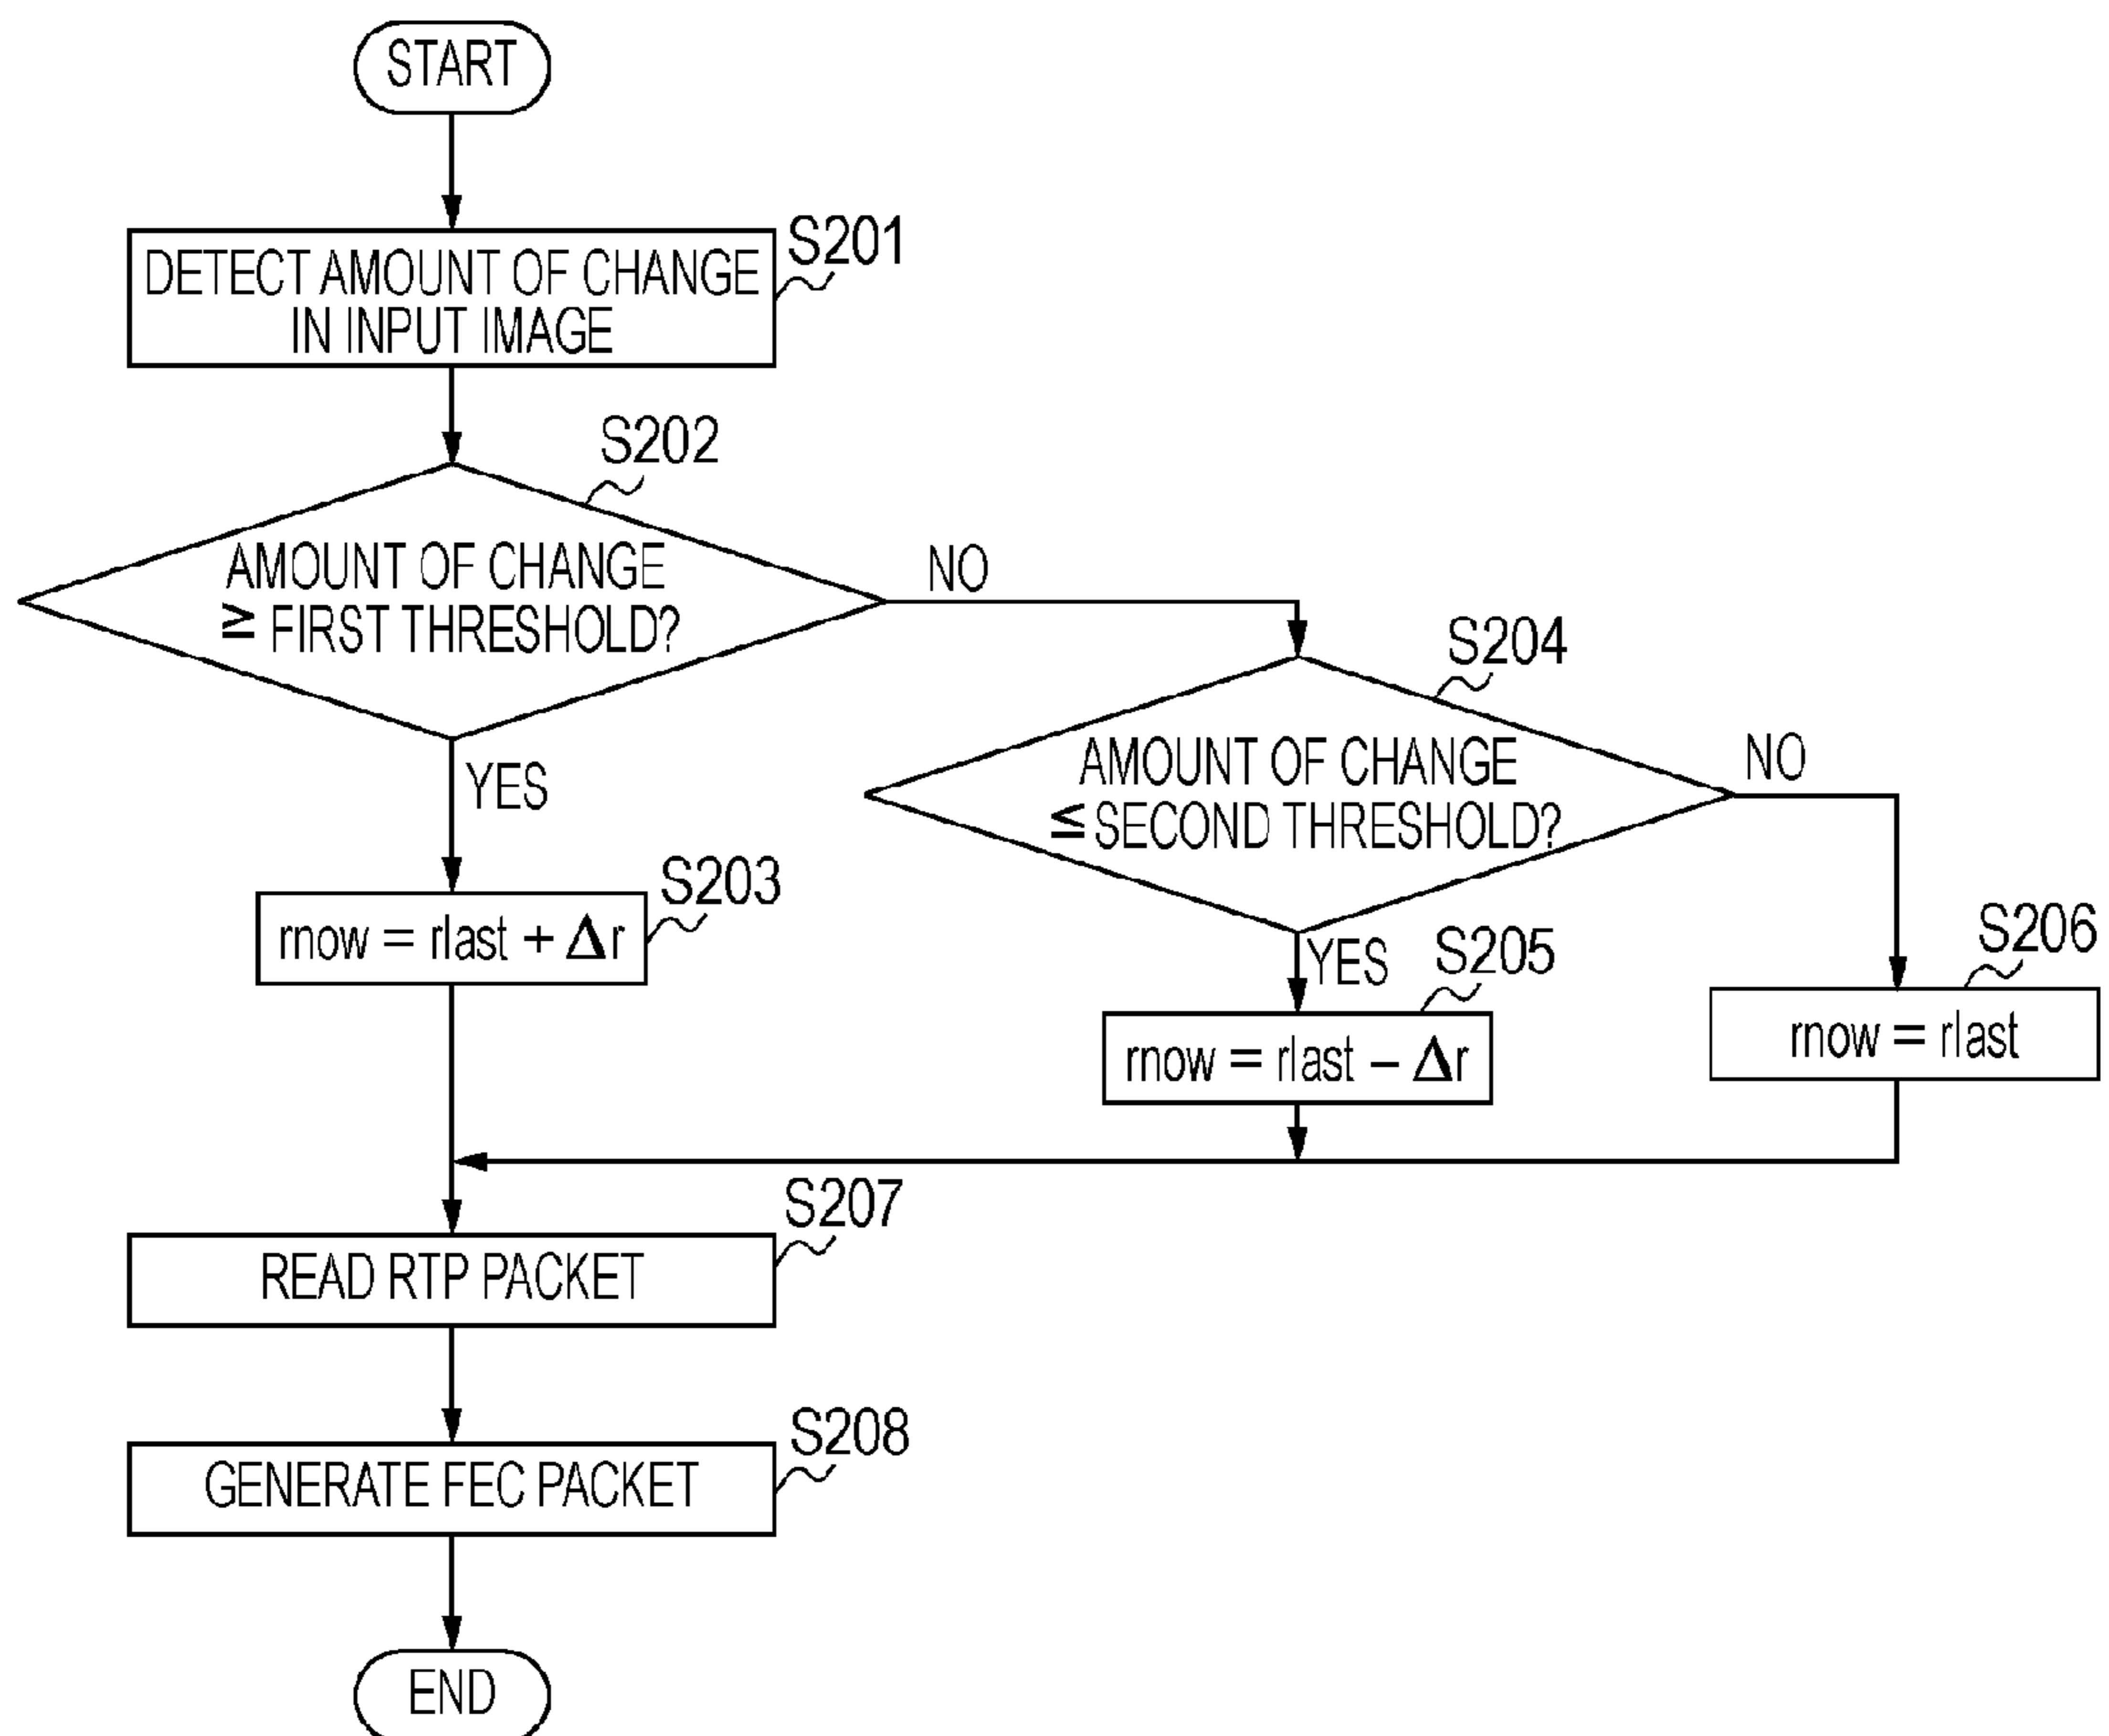 START
S201
DETECT AMOUNT OF CHANGE
IN INPUT IMAGE
S202
AMOUNT OF CHANGE
≧ FIRST THRESHOLD?
NO
YES
S204
AMOUNT OF CHANGE
≦ SECOND THRESHOLD?
NO
YES
S203
rnow = rlast + Δr
S205
rnow = rlast − Δr
S206
rnow = rlast
S207
READ RTP PACKET
S208
GENERATE FEC PACKET
END